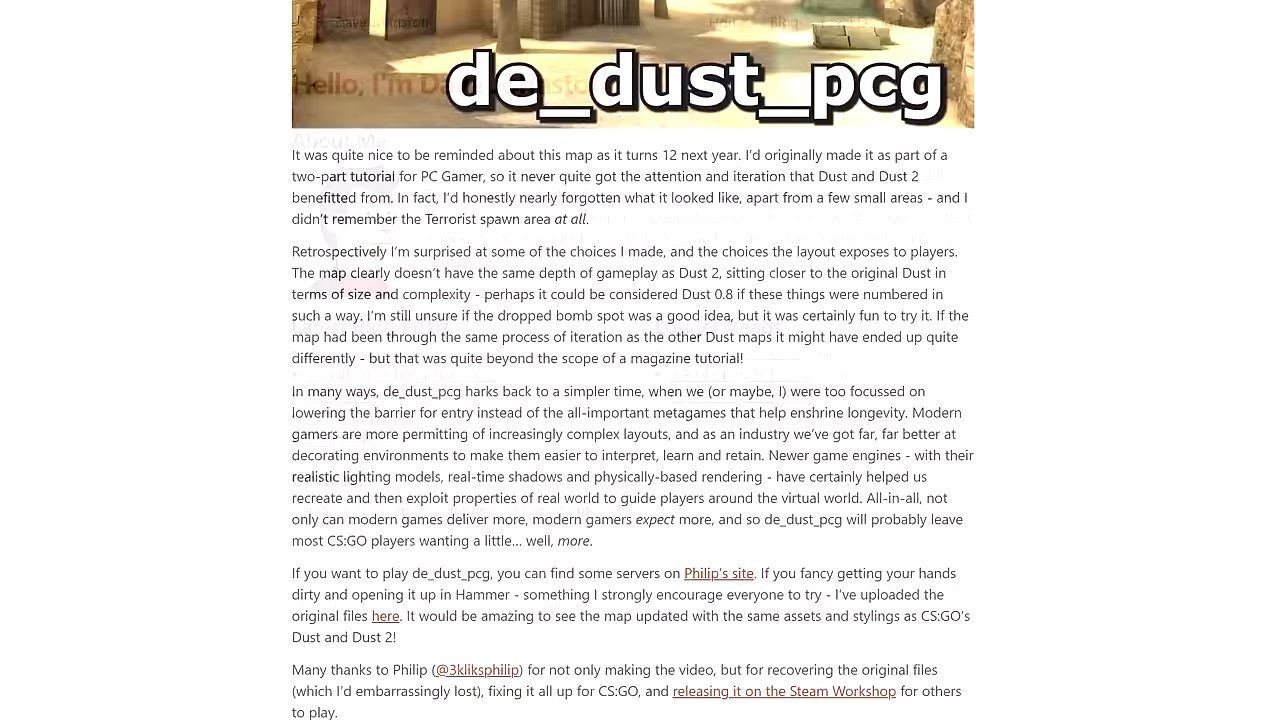 Hello, I'm Da
de_dust_pcg
About Me
It was quite nice to be reminded about this map as it turns 12 next year. I'd originally made it as part of a
two-part tutorial for PC Gamer, so it never quite got the attention and iteration that Dust and Dust 2
benefitted from. In fact, I'd honestly nearly forgotten what it looked like, apart from a few small areas - and I
didn't remember the Terrorist spawn area at all.
Retrospectively I'm surprised at some of the choices I made, and the choices the layout exposes to players.
The map clearly doesn't have the same depth of gameplay as Dust 2, sitting closer to the original Dust in
terms of size and complexity - perhaps it could be considered Dust 0.8 if these things were numbered in
such a way. I'm still unsure if the dropped bomb spot was a good idea, but it was certainly fun to try it. If the
map had been through the same process of iteration as the other Dust maps it might have ended up quite
differently - but that was quite beyond the scope of a magazine tutorial!
In many ways, de_dust_pcg harks back to a simpler time, when we (or maybe, I) were too focussed on
lowering the barrier for entry instead of the all-important metagames that help enshrine longevity. Modern
gamers are more permitting of increasingly complex layouts, and as an industry we've got far, far better at
decorating environments to make them easier to interpret, learn and retain. Newer game engines - with their
realistic lighting models, real-time shadows and physically-based rendering - have certainly helped us
recreate and then exploit properties of real world to guide players around the virtual world. All-in-all, not
only can modern games deliver more, modern gamers expect more, and so de_dust_pcg will probably leave
most CS:GO players wanting a little... well, more.
If you want to play de_dust_pcg, you can find some servers on Philip's site. If you fancy getting your hands
dirty and opening it up in Hammer - something I strongly encourage everyone to try - I've uploaded the
original files here. It would be amazing to see the map updated with the same assets and stylings as CS:GO's
Dust and Dust 2!
Many thanks to Philip (@3kliksphilip) for not only making the video, but for recovering the original files
(which I'd embarrassingly lost), fixing it all up for CS:GO, and releasing it on the Steam Workshop for others
to play.